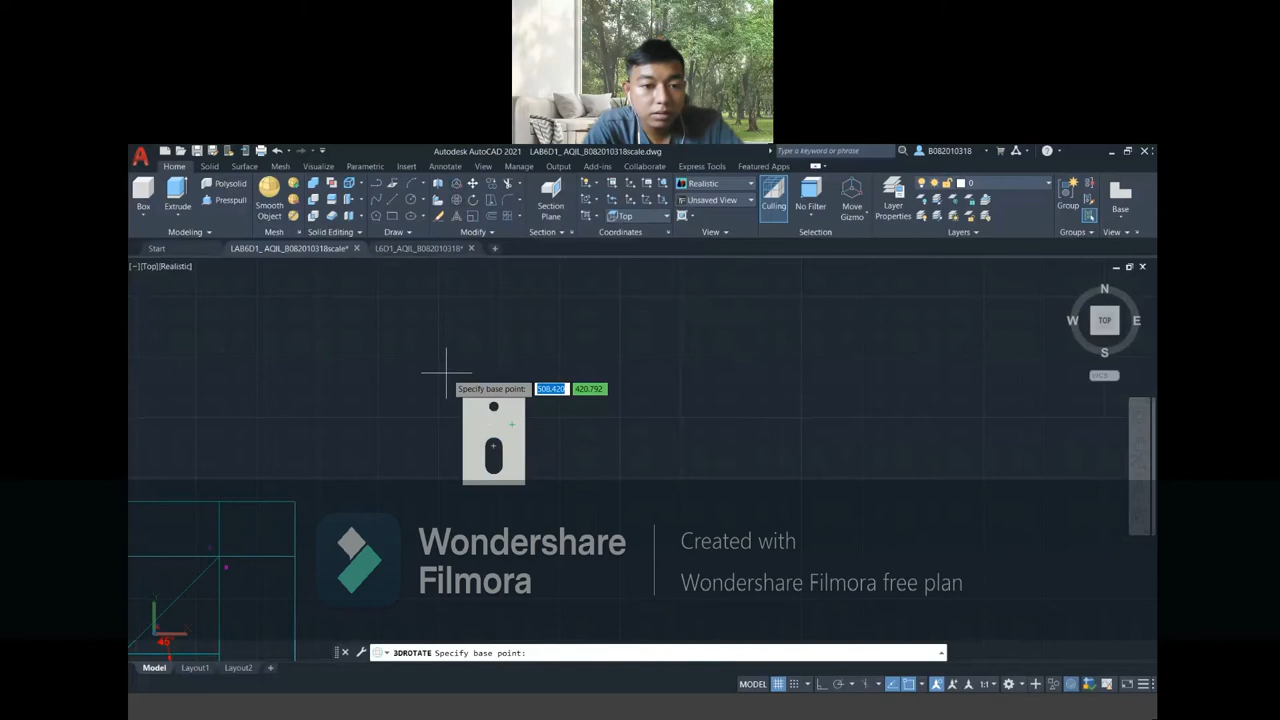 Autodesk AutoCAD 2021 LAB6D1_AQIL_B082010318scale.dwg
Type a keyword or phrase
B082010318
Home Solid Surface Mesh Visualize Parametric Insert Annotate View Manage Output Add-ins Collaborate Express Tools Featured Apps
Polysolid
Presspull
Realistic
Unsaved View
Top
0
Box Extrude
Smooth Object
Section Plane
Culling No Filter
Move Gizmo
Layer Properties
Group
Base
Modeling Mesh Solid Editing Draw Modify Section Coordinates View Selection Layers Groups View
Start LAB6D1_AQIL_B082010318scale* L6D1_AQIL_B082010318*
[−][Top][Realistic]
N
W TOP E
S
WCS
Specify base point: 508.420 420.792
Wondershare
Filmora
Created with
Wondershare Filmora free plan
Y
X
45°
3DROTATE Specify base point:
Model Layout1 Layout2
MODEL 1:1